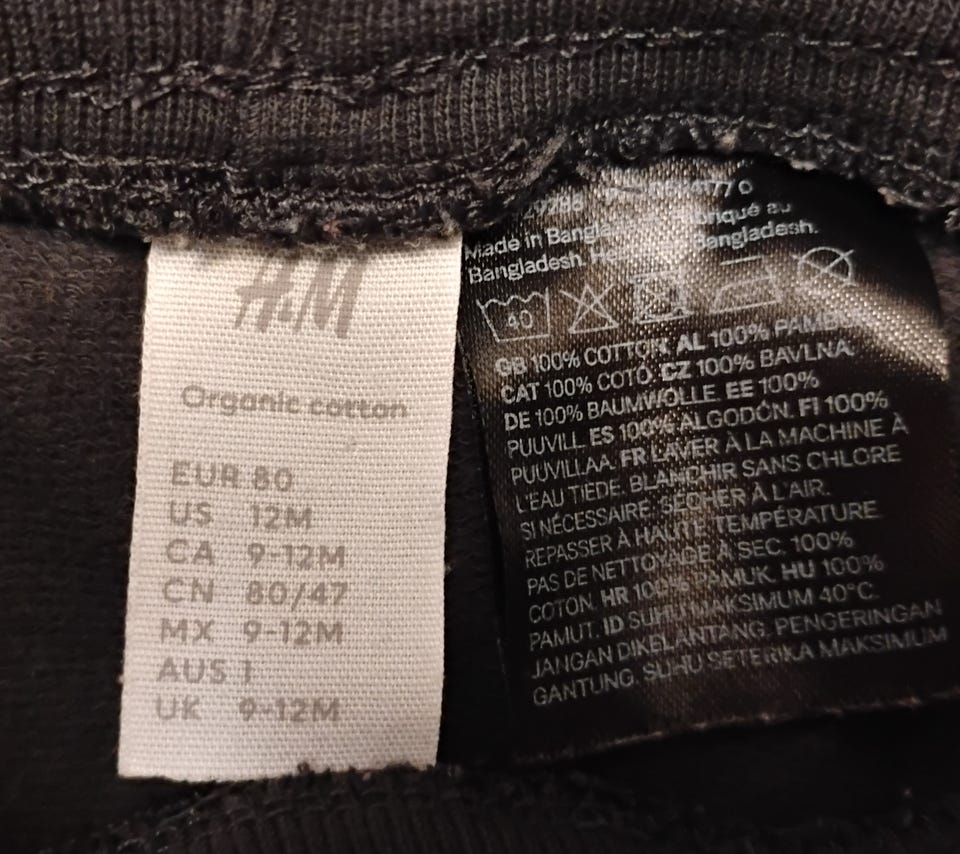 H&M
Organic cotton
EUR 80
US 12M
CA 9-12M
CN 80/47
MX 9-12M
AUS 1
UK 9-12M
Made in
Bangladesh.
Bangladesh.
40
GB 100% COTTON. AL 100%
CAT 100% COTÓ. CZ 100% BAVLNA.
DE 100% BAUMWOLLE. EE 100%
PUUVILL. ES 100% ALGODÓN. FI 100%
PUUVILLAA. FR LAVER À LA MACHINE À
L'EAU TIÈDE. BLANCHIR SANS CHLORE
SI NÉCESSAIRE. SÉCHER À L'AIR.
REPASSER À HAUTE TEMPÉRATURE.
PAS DE NETTOYAGE À SEC. 100%
COTON. HR 100% PAMUK. HU 100%
PAMUT. ID SUHU MAKSIMUM 40°C.
JANGAN DIKELANTANG. PENGERINGAN
GANTUNG. SUHU SETERIKA MAKSIMUM